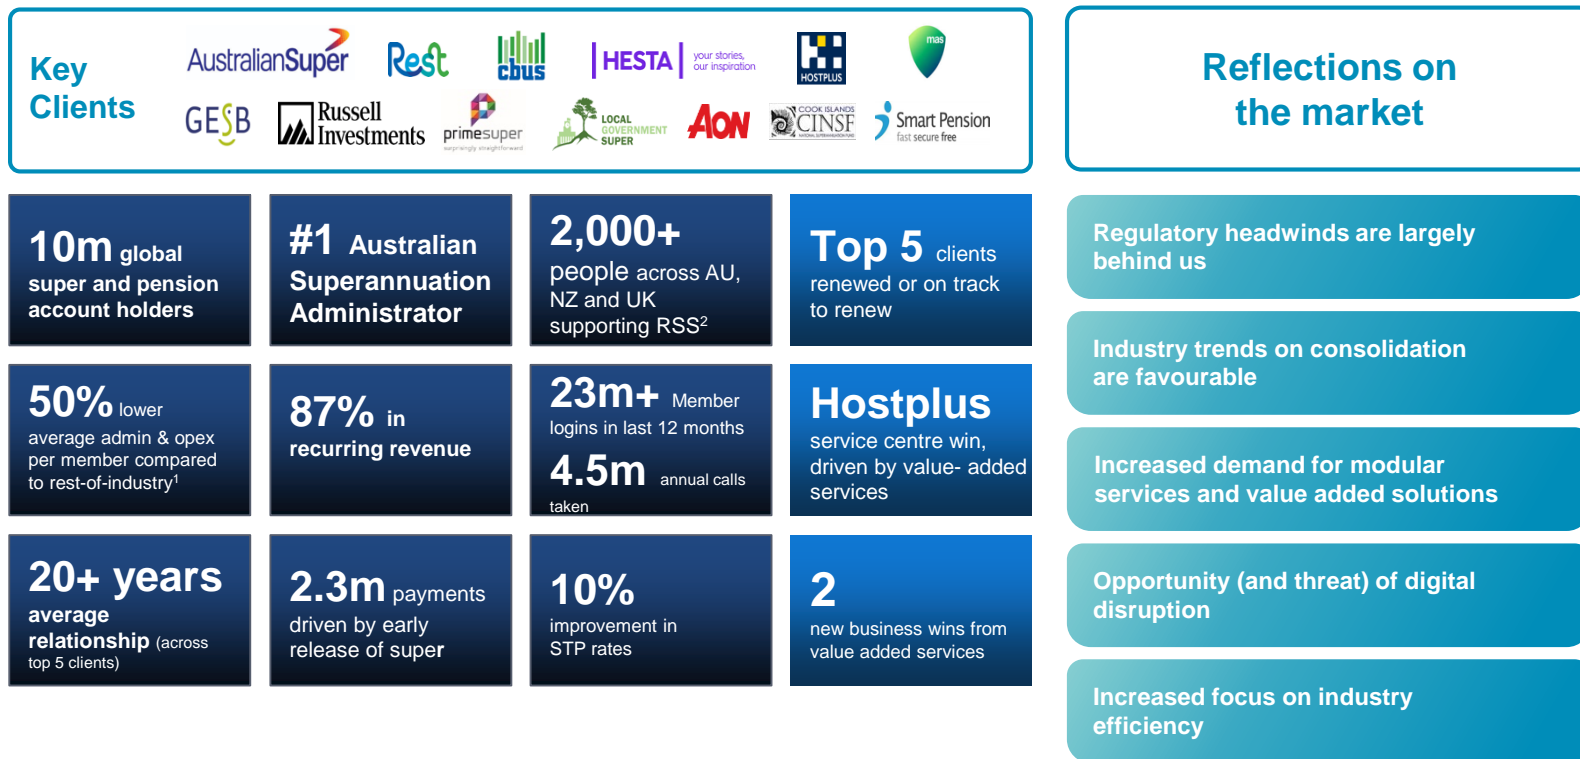 Key
Clients
AustralianSuper
Rest
cbus
HESTA
your stories,
our inspiration
HOSTPLUS
mas
GESB
Russell
Investments
primesuper
surprisingly straightforward
LOCAL
GOVERNMENT
SUPER
AON
COOK ISLANDS
CINSF
NATIONAL SUPERANNUATION FUND
Smart Pension
fast secure free
Reflections on
the market
10m global
super and pension
account holders
#1 Australian
Superannuation
Administrator
2,000+
people across AU,
NZ and UK
supporting RSS2
Top 5 clients
renewed or on track
to renew
50% lower
average admin & opex
per member compared
to rest-of-industry1
87% in
recurring revenue
23m+ Member
logins in last 12 months
4.5m annual calls
taken
Hostplus
service centre win,
driven by value- added
services
20+ years
average
relationship (across
top 5 clients)
2.3m payments
driven by early
release of super
10%
improvement in
STP rates
2
new business wins from
value added services
Regulatory headwinds are largely
behind us
Industry trends on consolidation
are favourable
Increased demand for modular
services and value added solutions
Opportunity (and threat) of digital
disruption
Increased focus on industry
efficiency